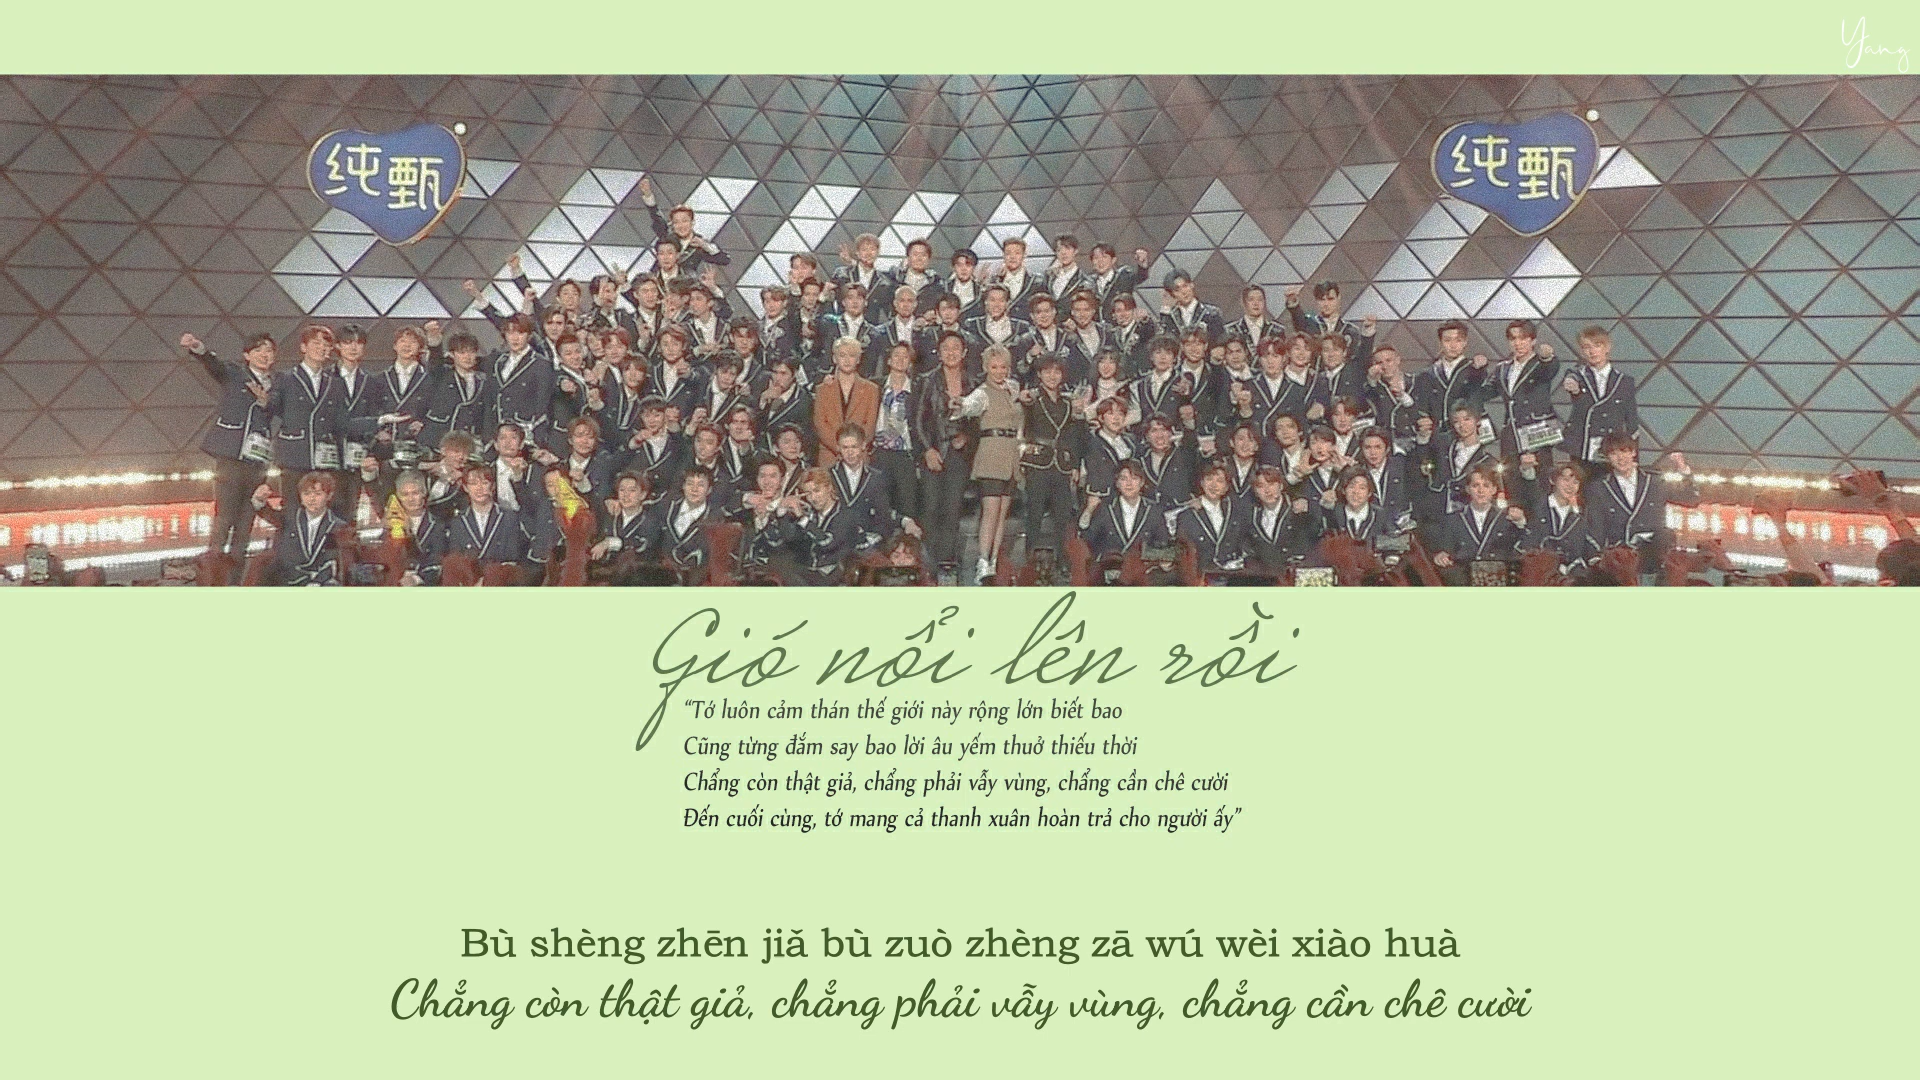 Yang
纯甄
纯甄
Gió nổi lên rồi
“Tớ luôn cảm thán thế giới này rộng lớn biết bao
Cũng từng đắm say bao lời âu yếm thuở thiếu thời
Chẳng còn thật giả, chẳng phải vẫy vùng, chẳng cần chê cười
Đến cuối cùng, tớ mang cả thanh xuân hoàn trả cho người ấy”
Bù shèng zhēn jiǎ bù zuò zhèng zā wú wèi xiào huà
Chẳng còn thật giả, chẳng phải vẫy vùng, chẳng cần chê cười